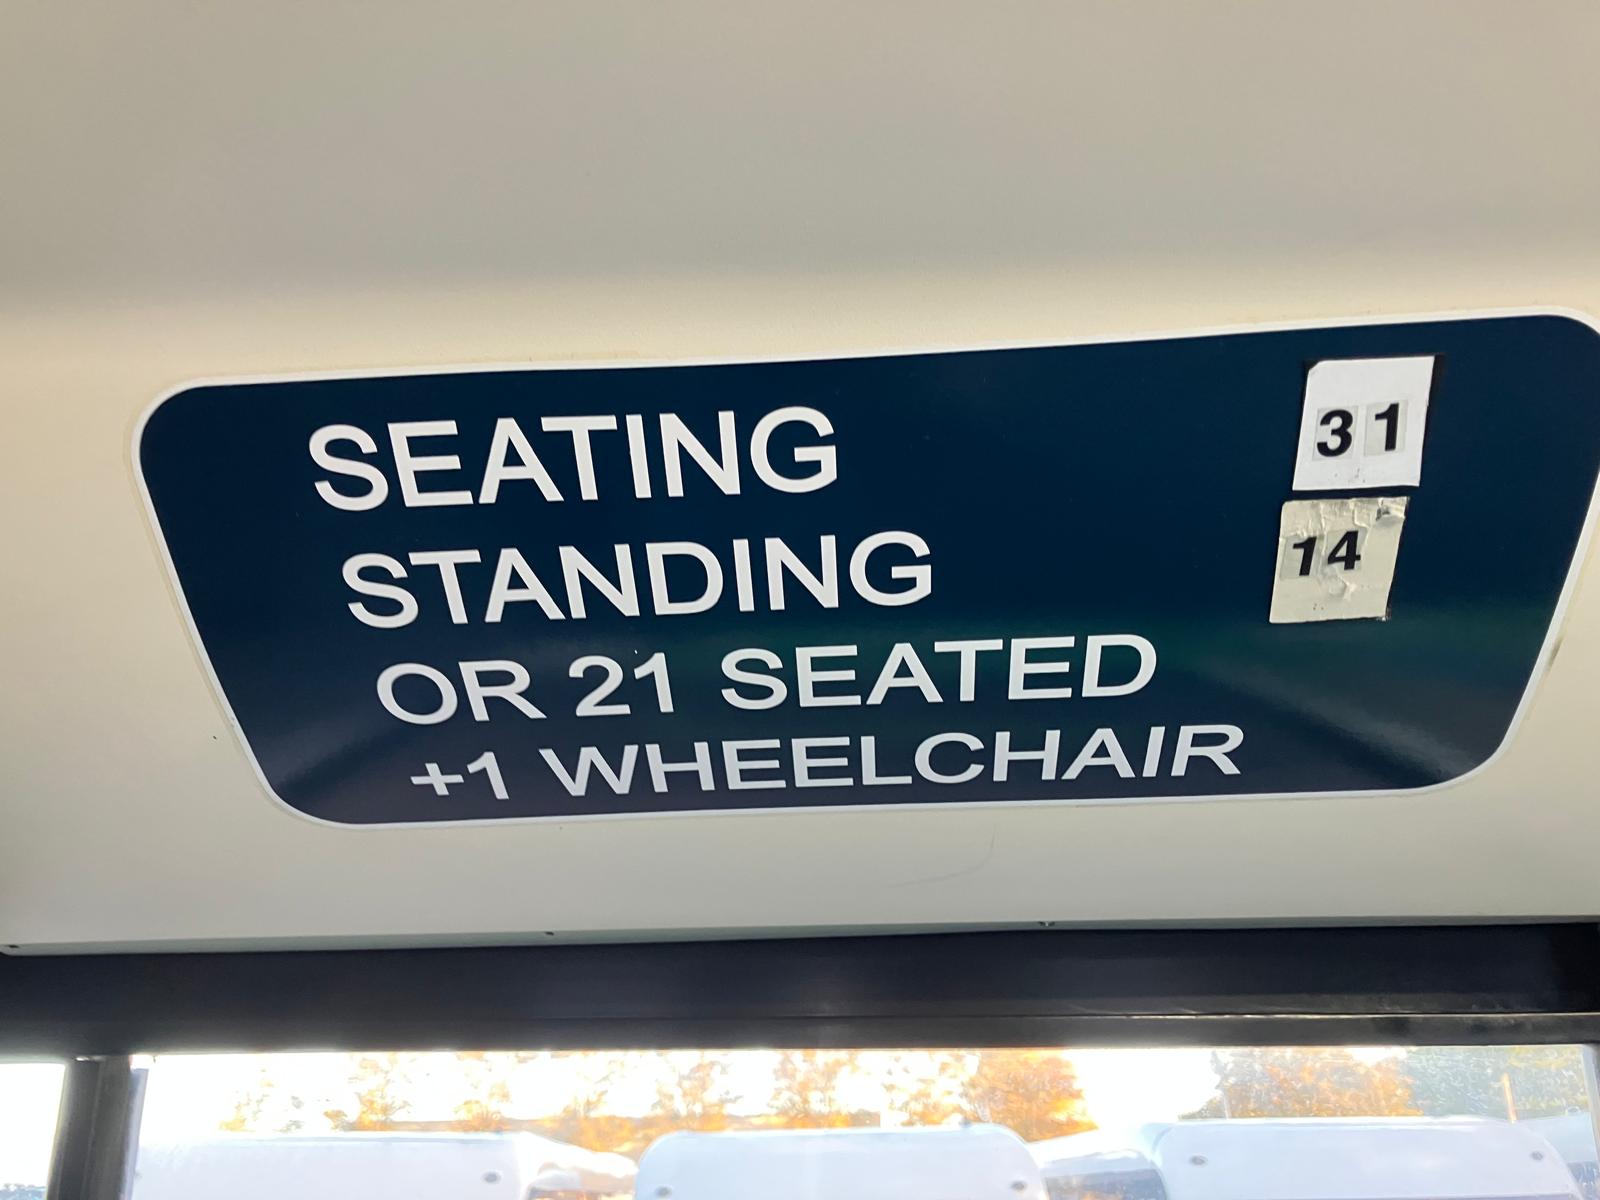 SEATING 31
STANDING 14
OR 21 SEATED
+1 WHEELCHAIR